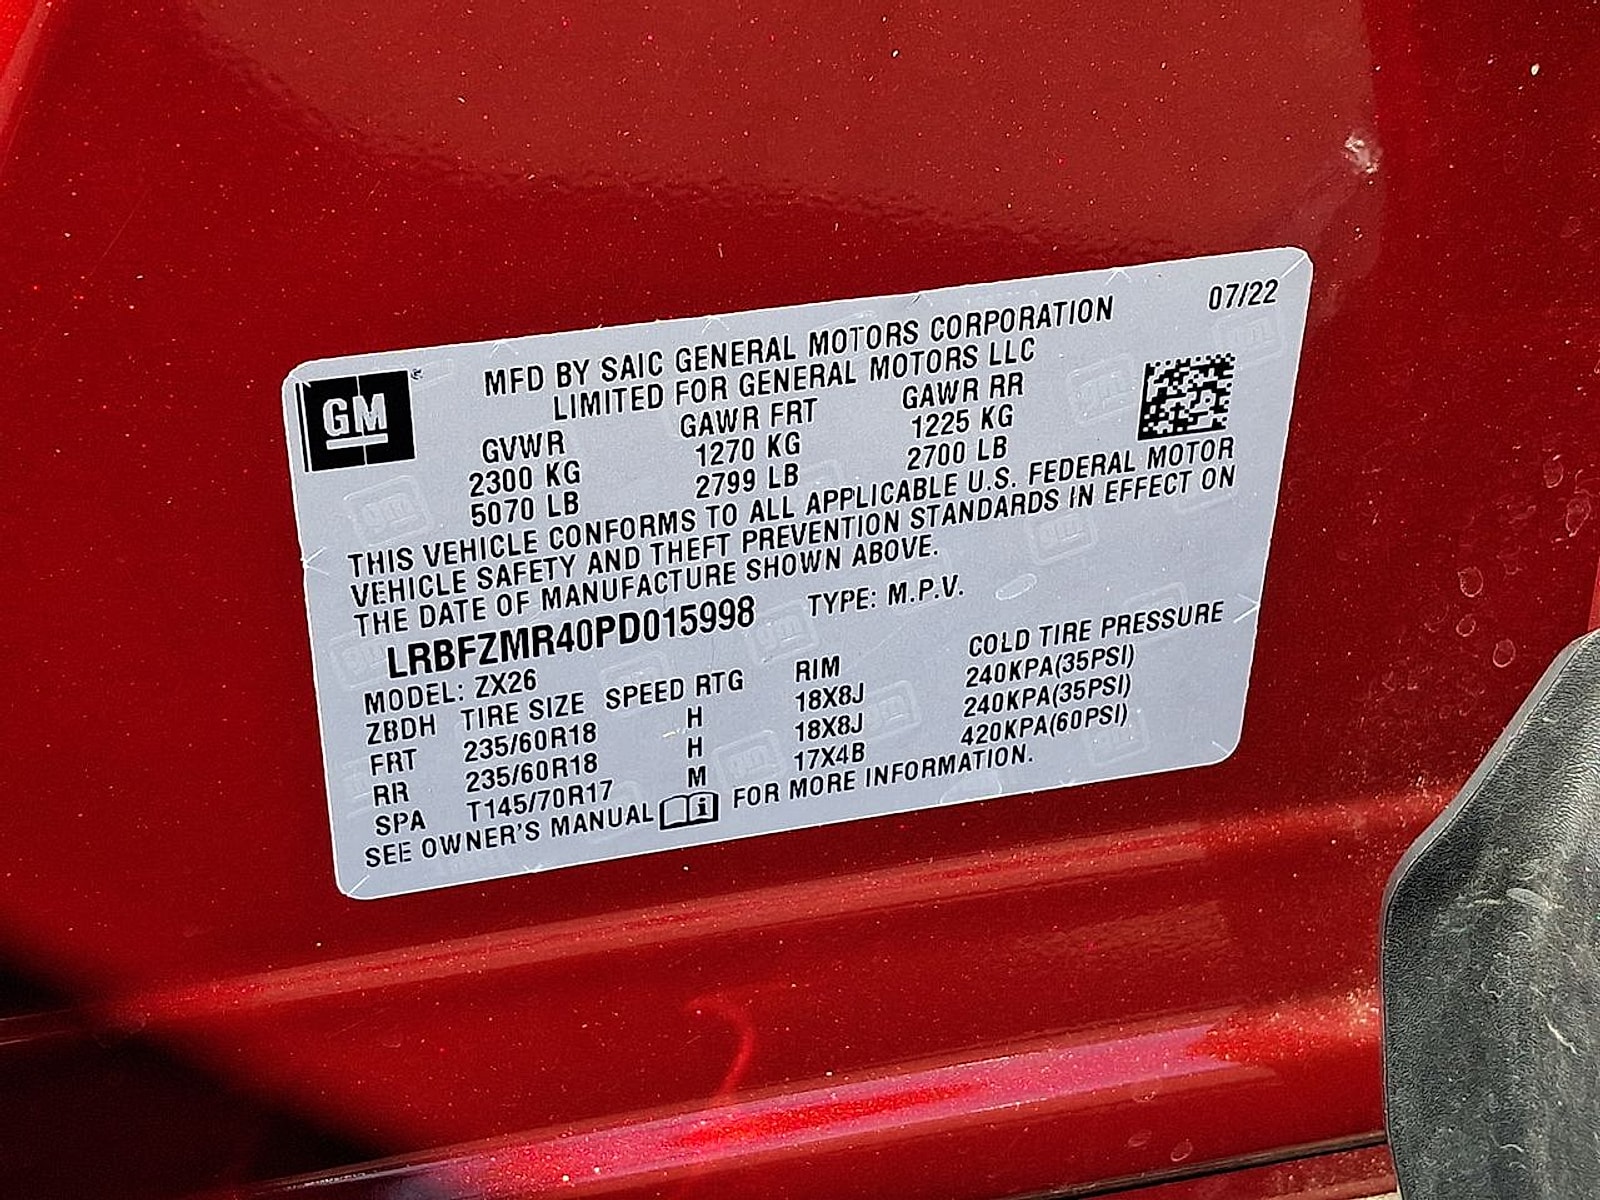 07/22
MFD BY SAIC GENERAL MOTORS CORPORATION
LIMITED FOR GENERAL MOTORS LLC
GM
GVWR GAWR FRT GAWR RR
2300 KG 1270 KG 1225 KG
5070 LB 2799 LB 2700 LB
THIS VEHICLE CONFORMS TO ALL APPLICABLE U.S. FEDERAL MOTOR
VEHICLE SAFETY AND THEFT PREVENTION STANDARDS IN EFFECT ON
THE DATE OF MANUFACTURE SHOWN ABOVE.
LRBFZMR40PD015998 TYPE: M.P.V.
MODEL: ZX26
ZBDH TIRE SIZE SPEED RTG RIM COLD TIRE PRESSURE
FRT 235/60R18 H 18X8J 240KPA(35PSI)
RR 235/60R18 H 18X8J 240KPA(35PSI)
SPA T145/70R17 M 17X4B 420KPA(60PSI)
SEE OWNER'S MANUAL FOR MORE INFORMATION.